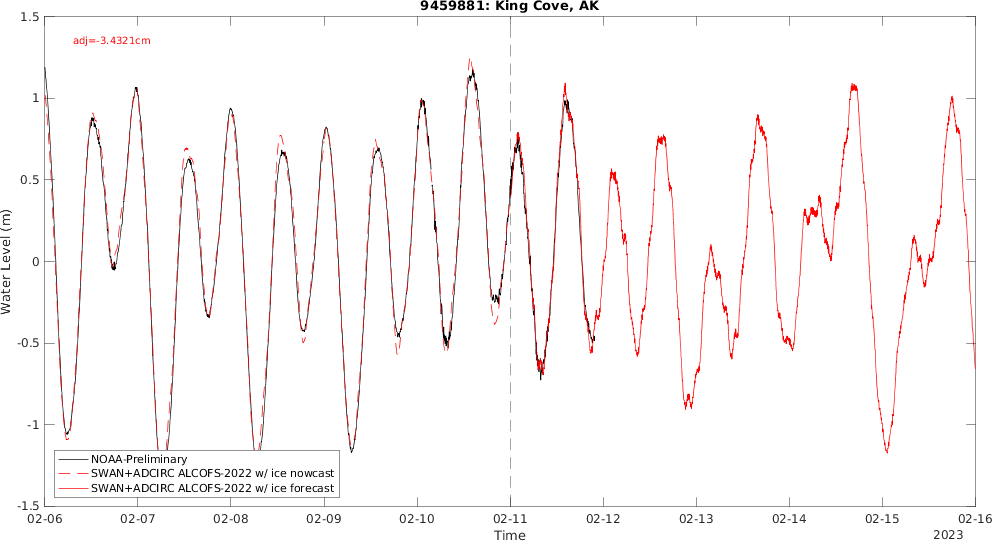 9459881: King Cove, AK
adj=-3.4321cm
Water Level (m)
1.5
1
0.5
0
-0.5
-1
-1.5
NOAA-Preliminary
SWAN+ADCIRC ALCOFS-2022 w/ ice nowcast
SWAN+ADCIRC ALCOFS-2022 w/ ice forecast
02-06 02-07 02-08 02-09 02-10 02-11 02-12 02-13 02-14 02-15 02-16
Time
2023